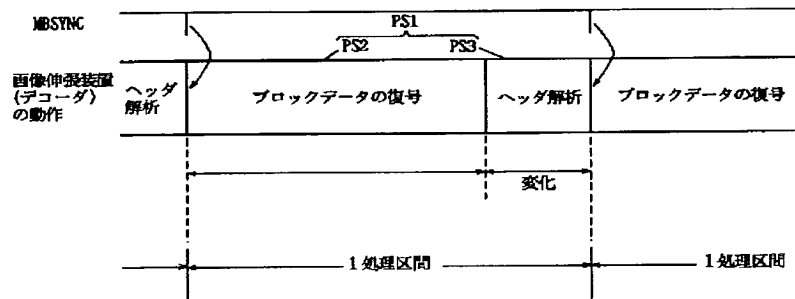 MBSYNC
PS1
PS2
PS3
画像伸張装置
(デコーダ)
の動作
ヘッダ
解析
ブロックデータの復号
ヘッダ解析
ブロックデータの復号
変化
1処理区間
1処理区間